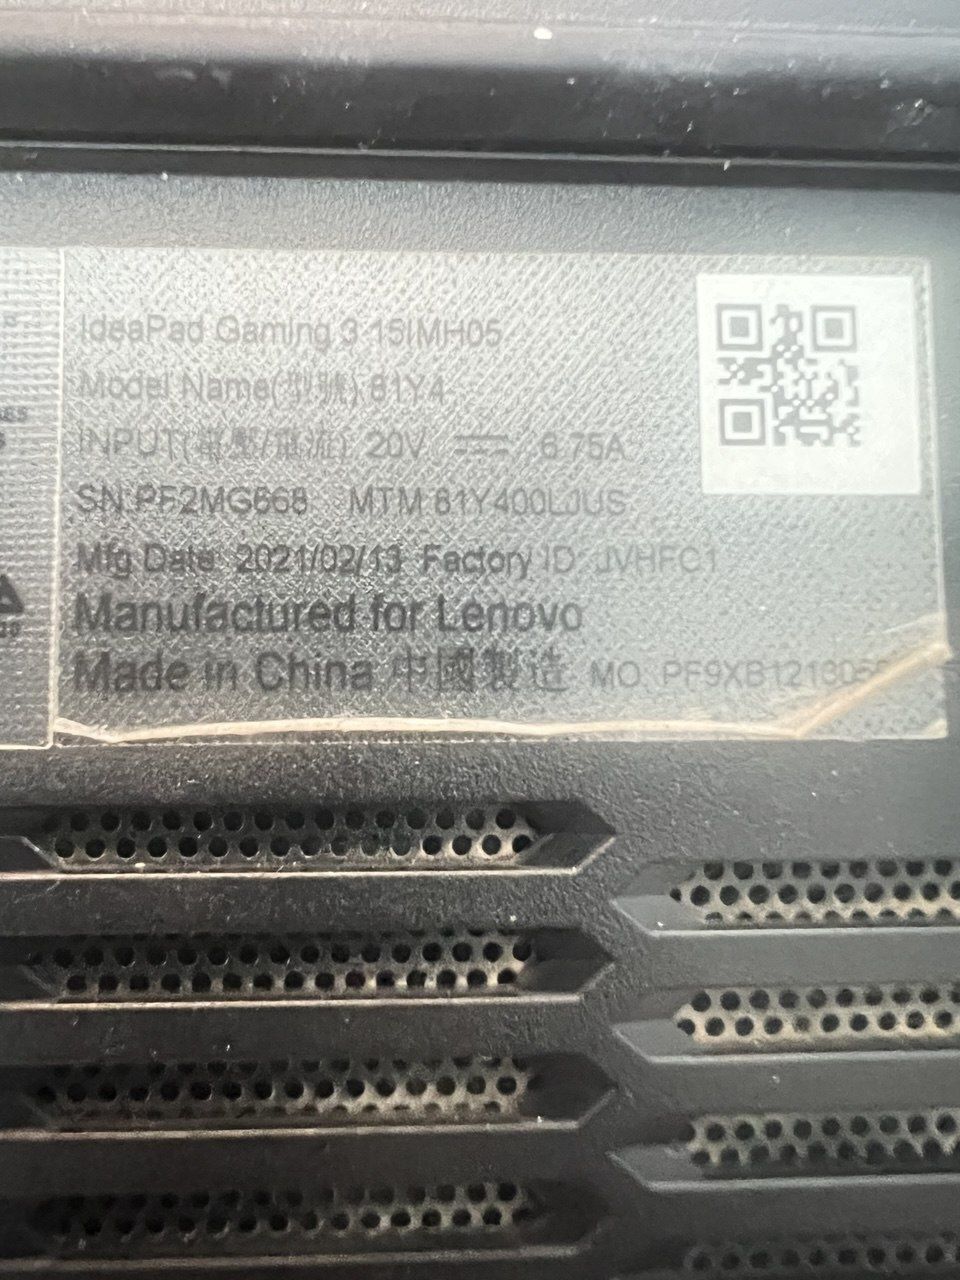 IdeaPad Gaming 3 15IMH05
Model Name(型號) 81Y4
INPUT(電壓/電流) 20V ⎓ 6.75A
SN PF2MG668 MTM 81Y400LJUS
Mfg Date 2021/02/13 Factory ID JVHFC1
Manufactured for Lenovo
Made in China 中國製造 MO